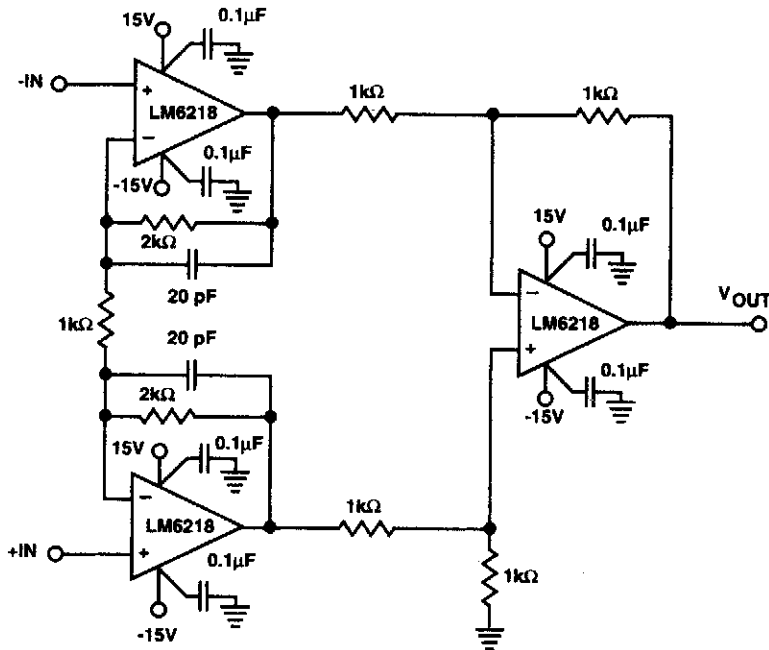 0.1µF
15V
-IN
+
LM6218
−
1kΩ
1kΩ
0.1µF
-15V
2kΩ
20 pF
1kΩ
20 pF
2kΩ
15V
0.1µF
−
LM6218
+
-15V
0.1µF
VOUT
15V
0.1µF
−
LM6218
+IN
+
0.1µF
-15V
1kΩ
1kΩ